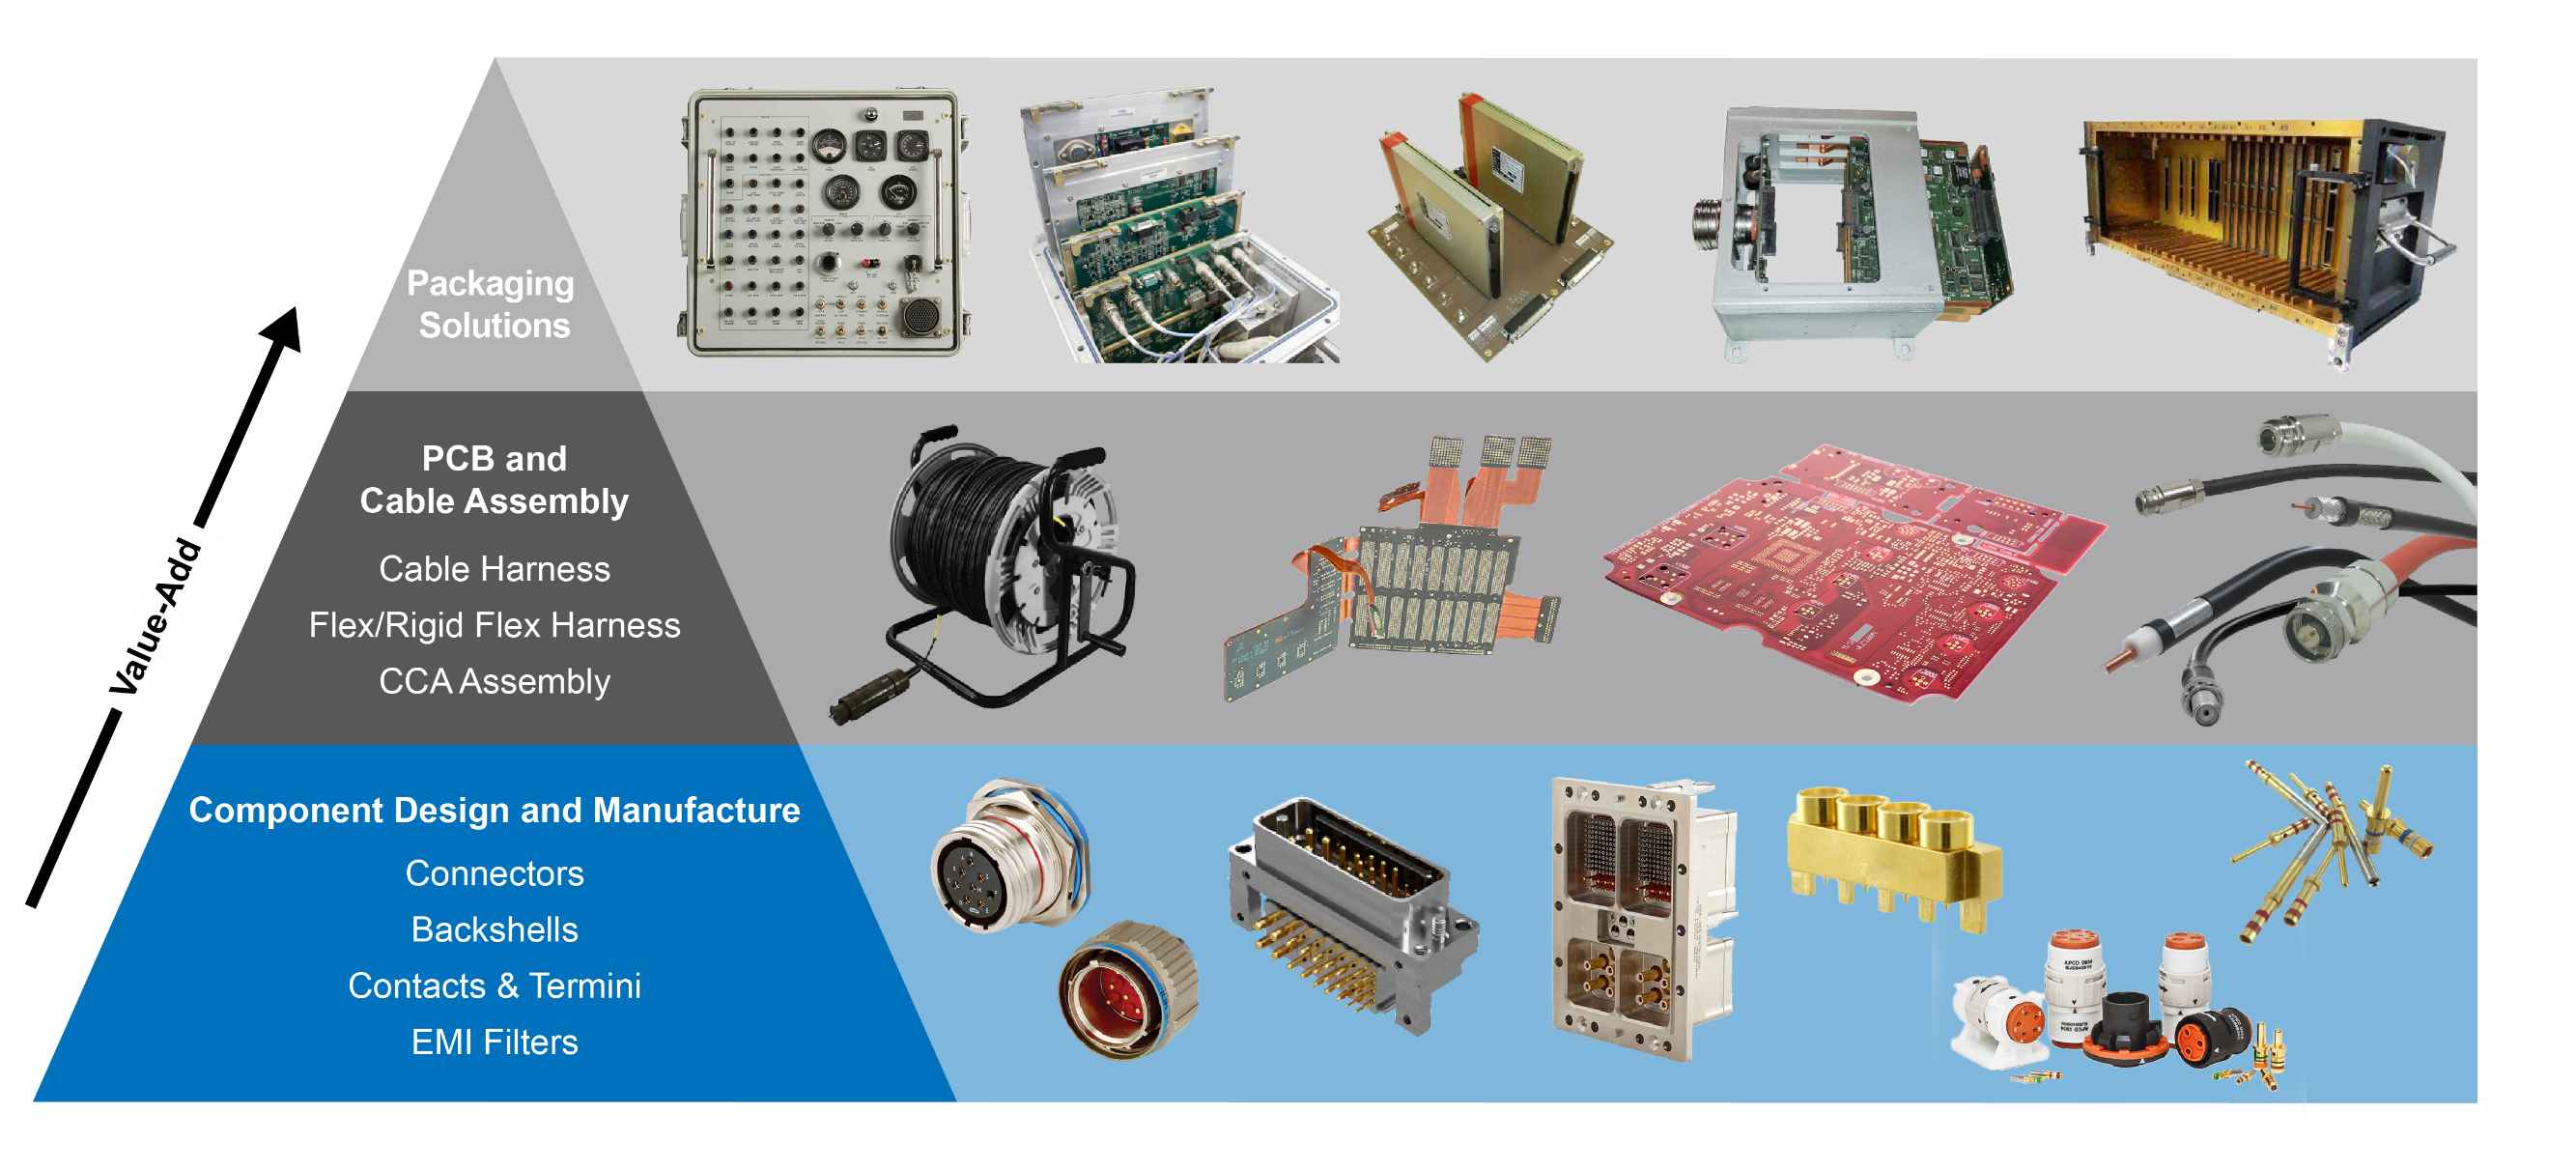 Packaging
Solutions
PCB and
Cable Assembly
Cable Harness
Flex/Rigid Flex Harness
CCA Assembly
Value-Add
Component Design and Manufacture
Connectors
Backshells
Contacts & Termini
EMI Filters